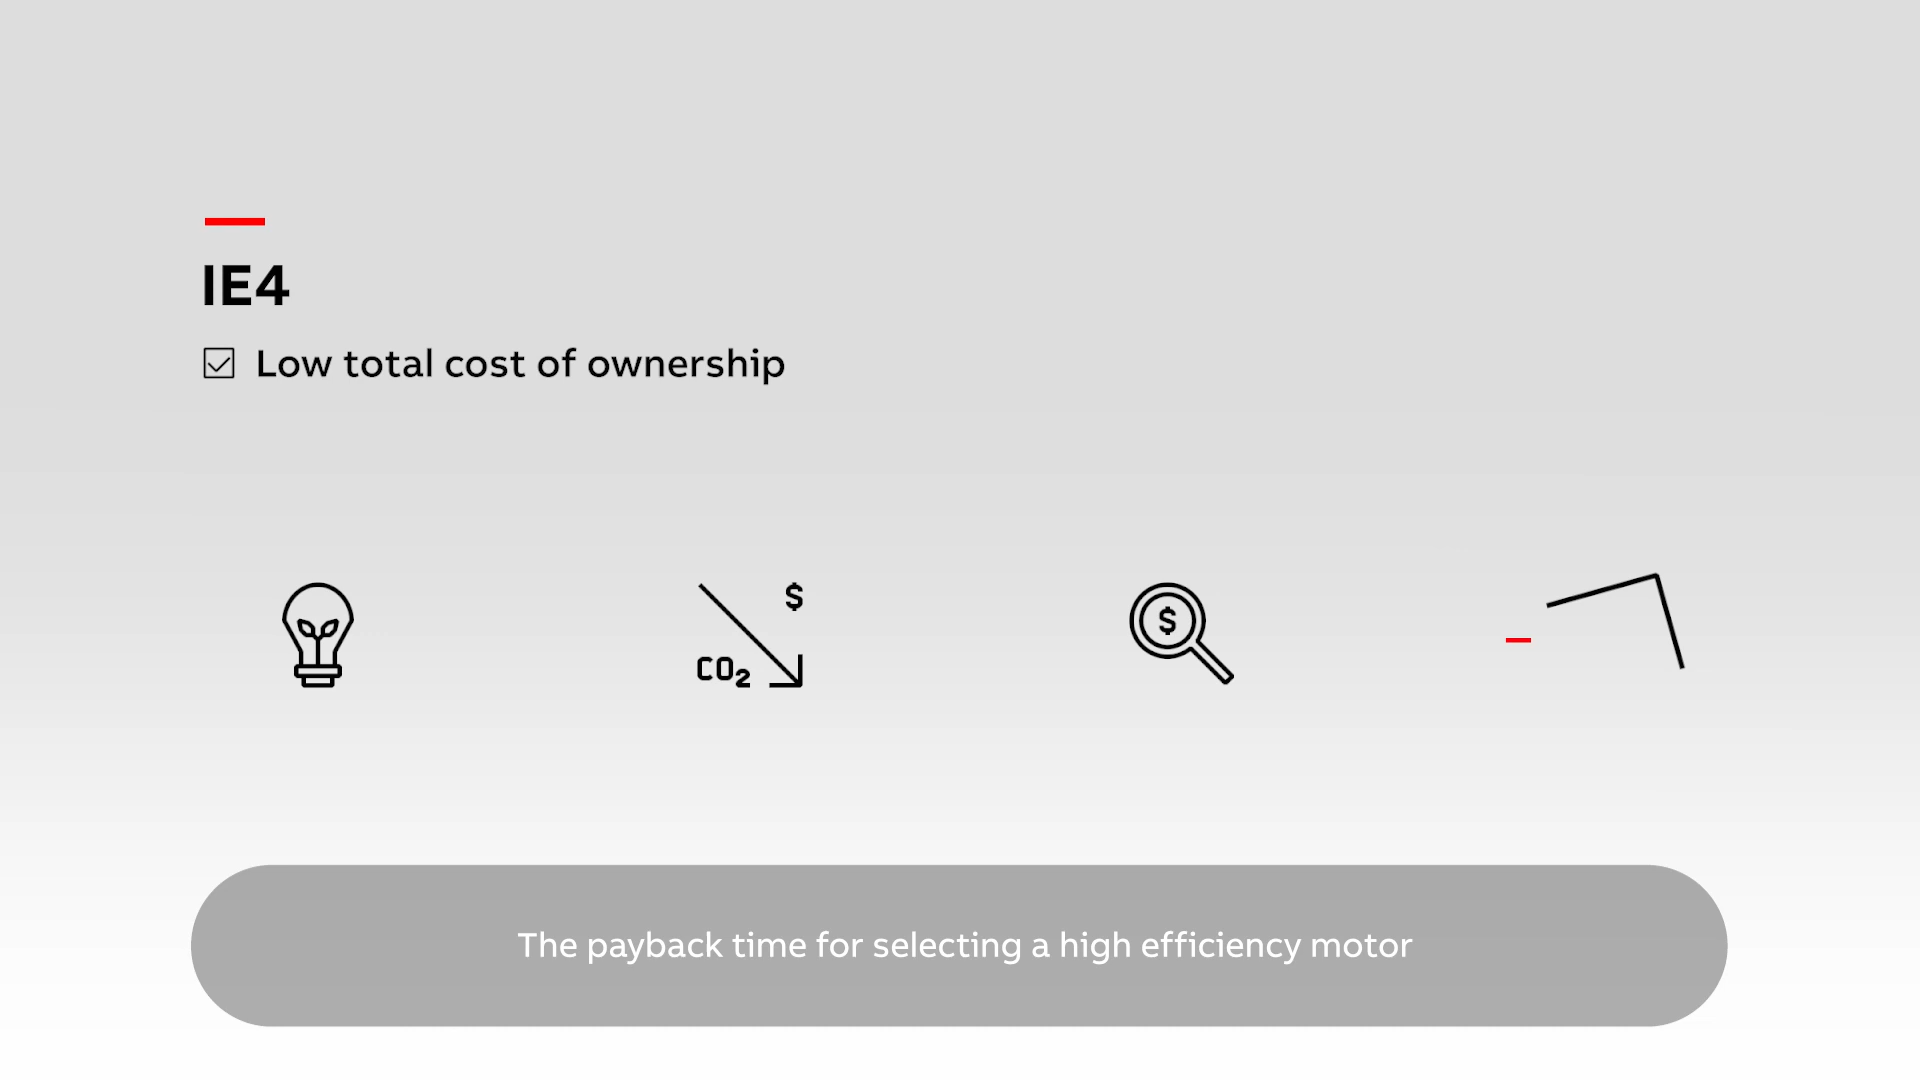 IE4
Low total cost of ownership
$
CO₂
$
The payback time for selecting a high efficiency motor